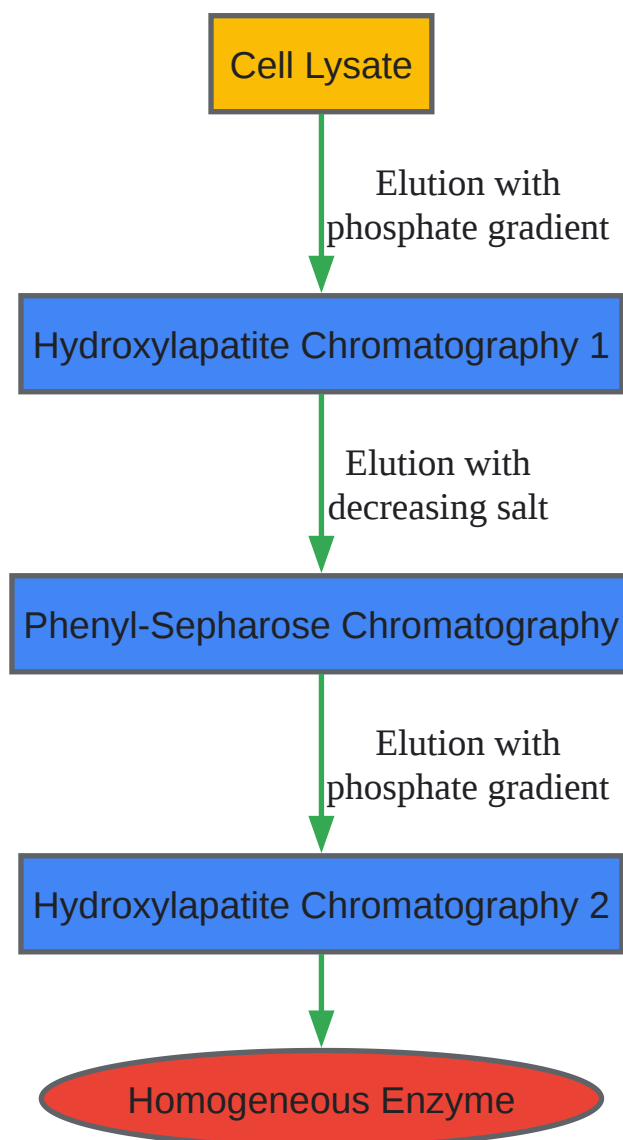 Cell Lysate
Elution with
phosphate gradient
Hydroxylapatite Chromatography 1
Elution with
decreasing salt
Phenyl-Sepharose Chromatography
Elution with
phosphate gradient
Hydroxylapatite Chromatography 2
Homogeneous Enzyme